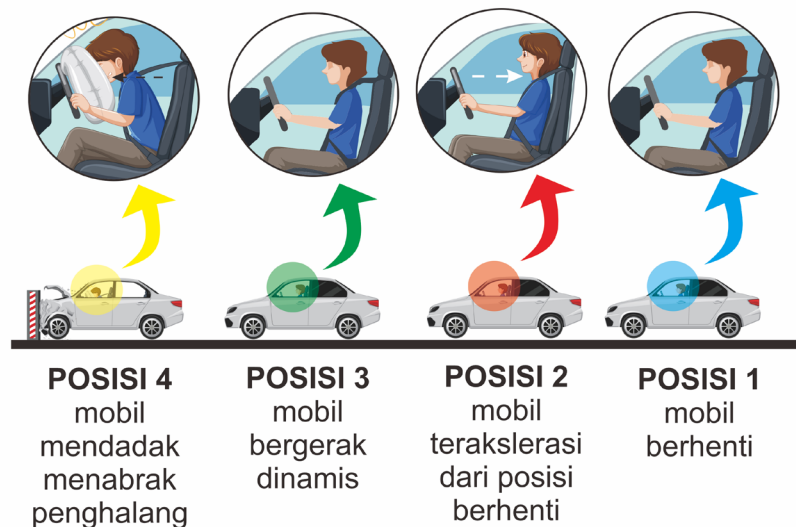 POSISI 4
mobil
mendadak
menabrak
penghalang
POSISI 3
mobil
bergerak
dinamis
POSISI 2
mobil
terakslerasi
dari posisi
berhenti
POSISI 1
mobil
berhenti